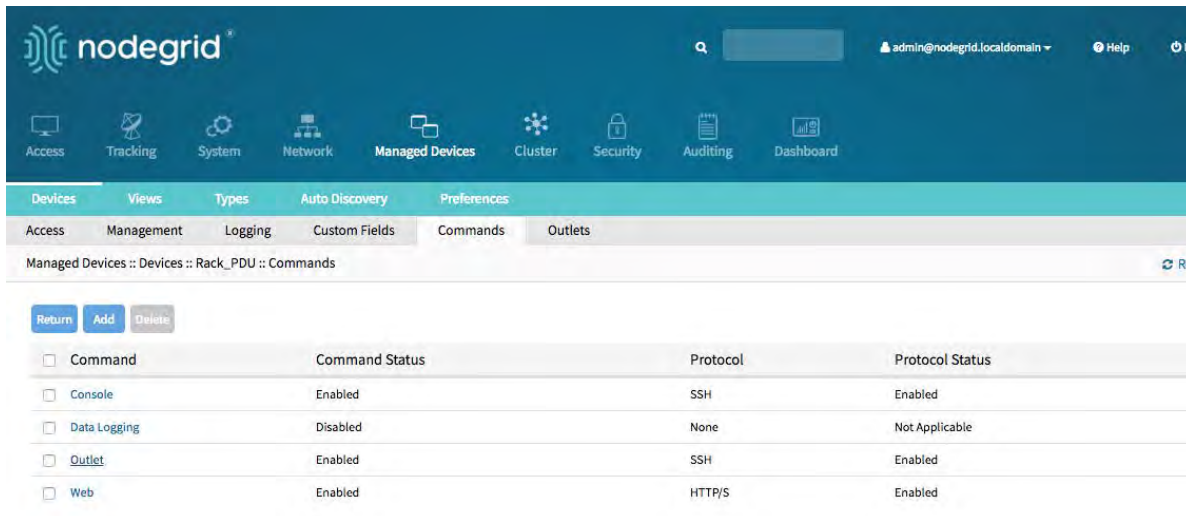 nodegrid®
admin@nodegrid.localdomain Help
Access Tracking System Network Managed Devices Cluster Security Auditing Dashboard
Devices Views Types Auto Discovery Preferences
Access Management Logging Custom Fields Commands Outlets
Managed Devices :: Devices :: Rack_PDU :: Commands R
Return Add Delete
Command Command Status Protocol Protocol Status
Console Enabled SSH Enabled
Data Logging Disabled None Not Applicable
Outlet Enabled SSH Enabled
Web Enabled HTTP/S Enabled